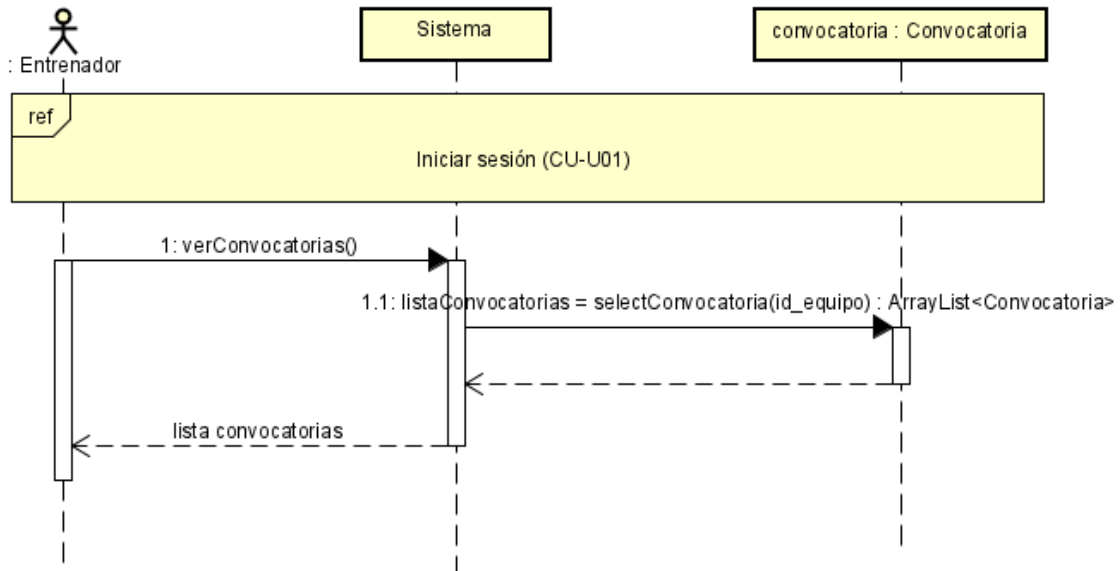 : Entrenador
Sistema
convocatoria : Convocatoria
ref
Iniciar sesión (CU-U01)
1: verConvocatorias()
1.1: listaConvocatorias = selectConvocatoria(id_equipo) : ArrayList<Convocatoria>
lista convocatorias